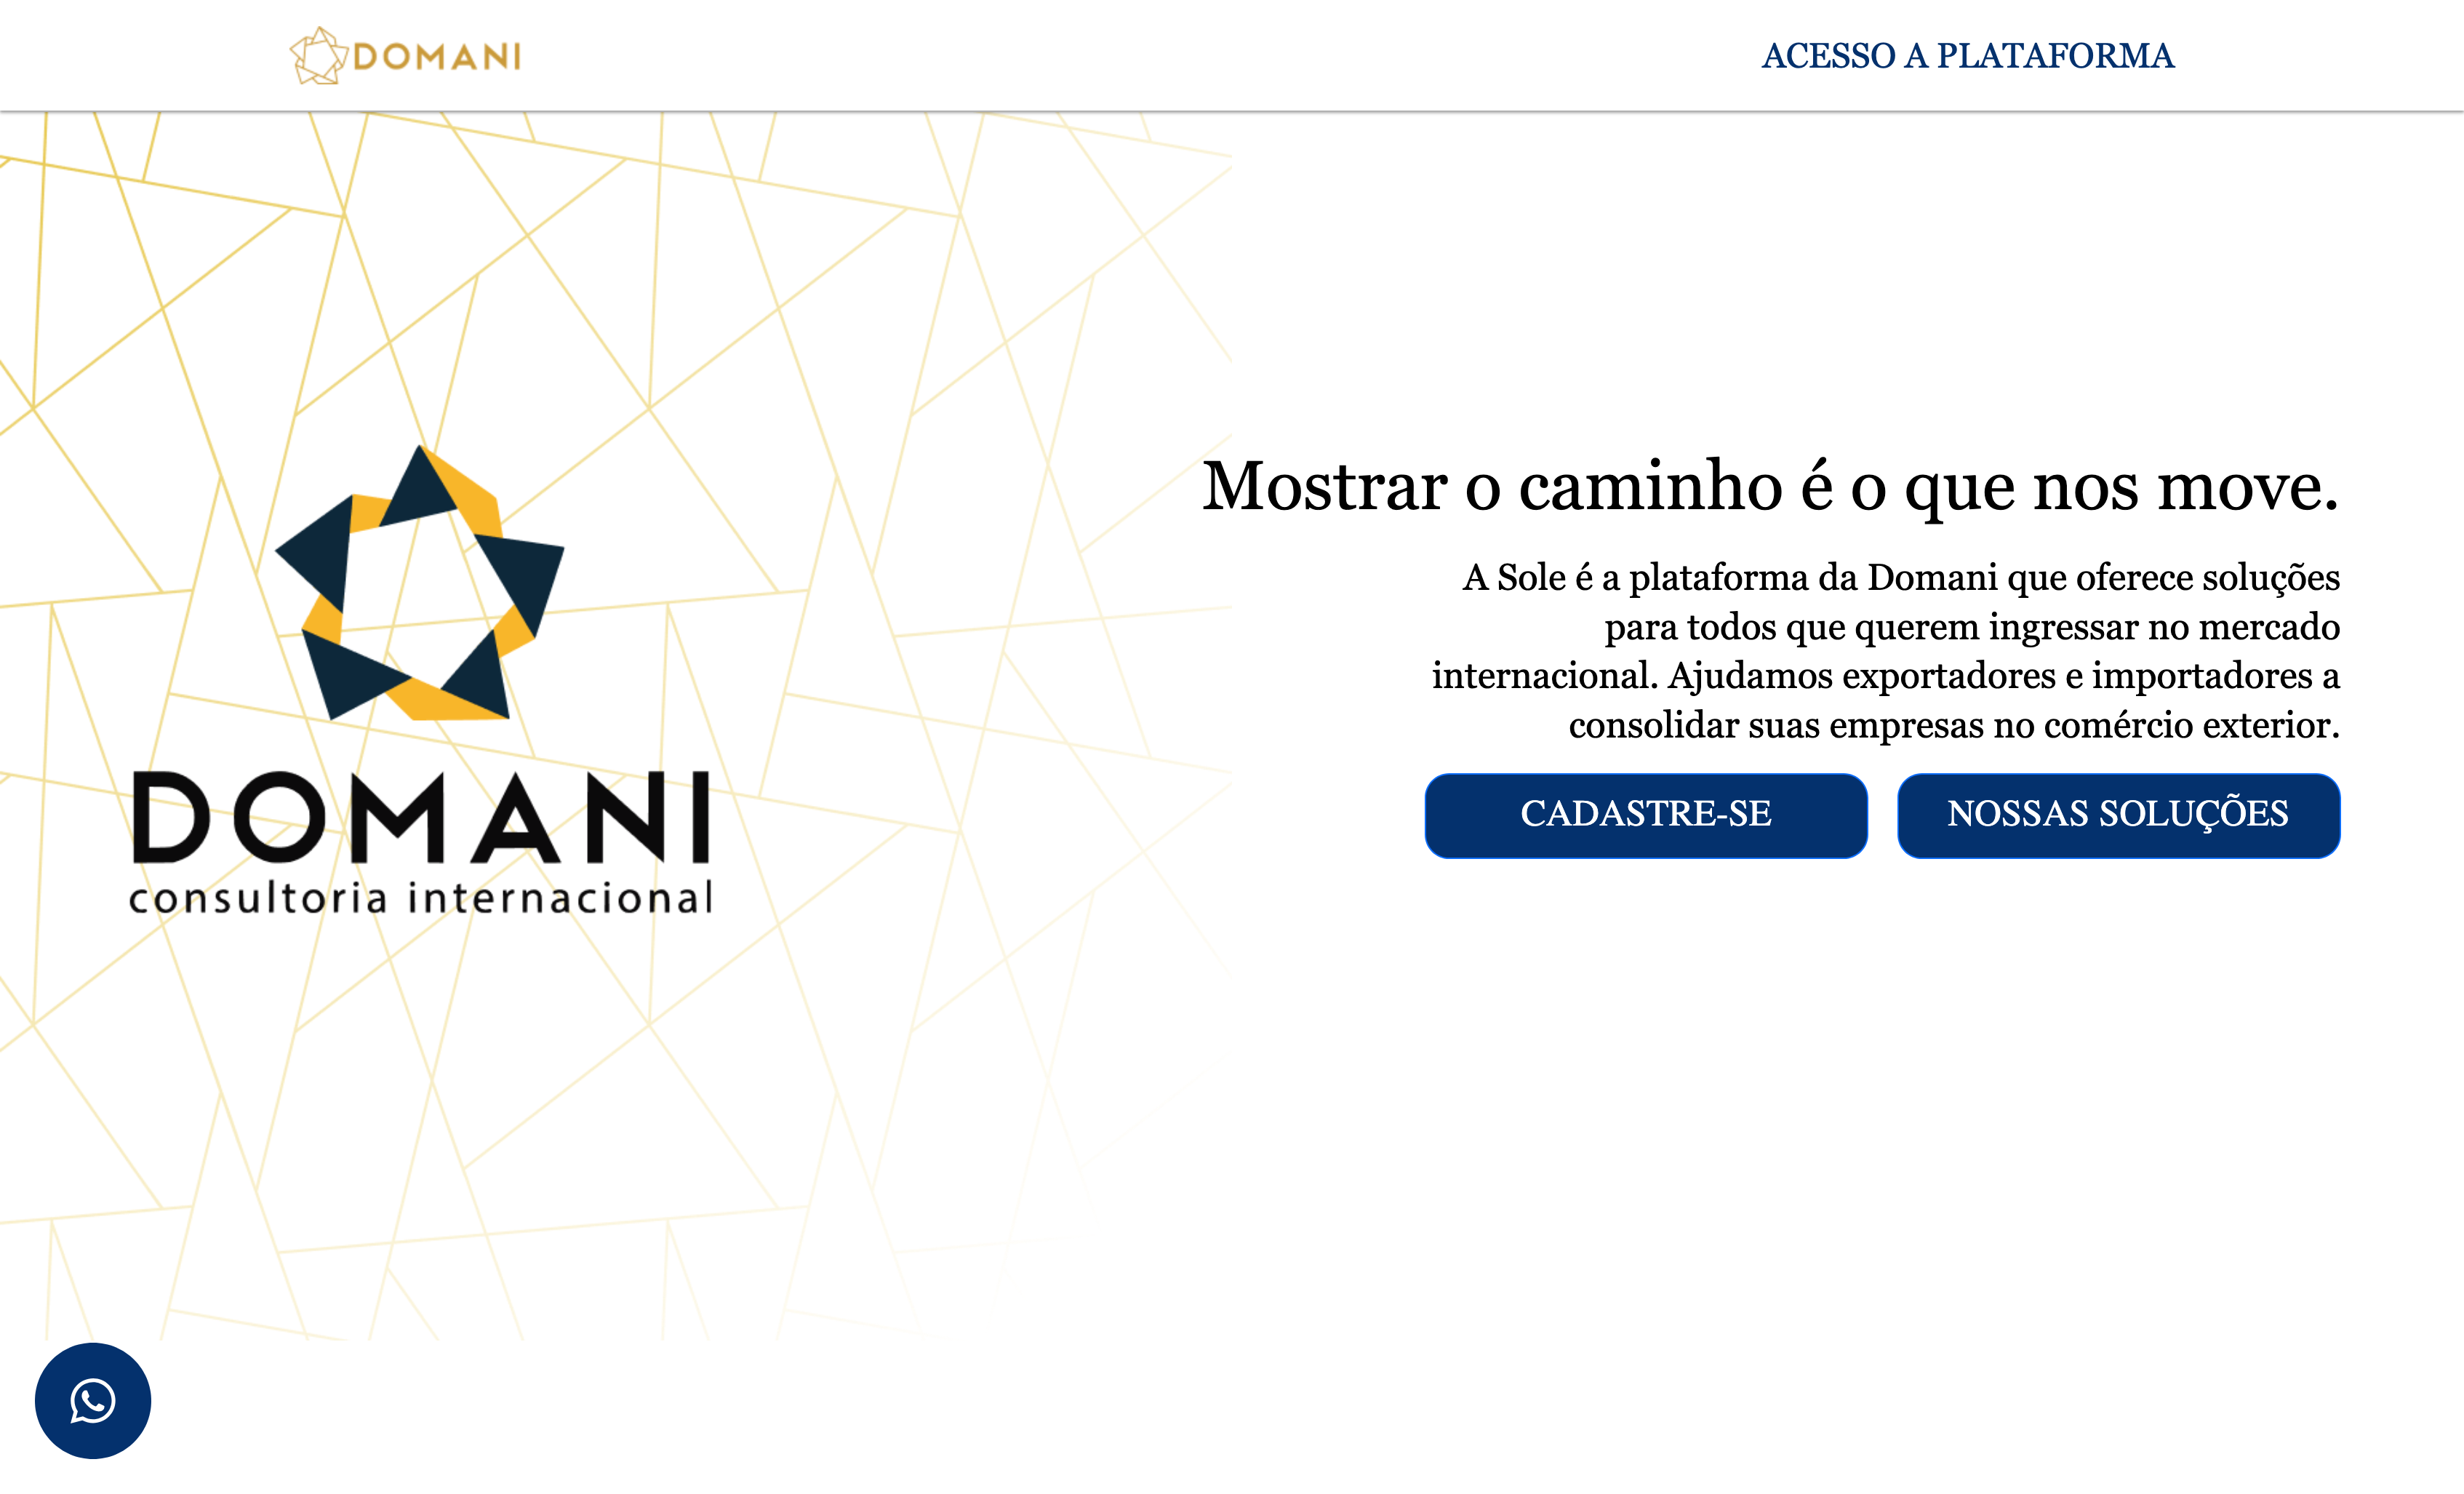 DOMANI
ACESSO A PLATAFORMA
DOMANI
consultoria internacional
Mostrar o caminho é o que nos move.
A Sole é a plataforma da Domani que oferece soluções
para todos que querem ingressar no mercado
internacional. Ajudamos exportadores e importadores a
consolidar suas empresas no comércio exterior.
CADASTRE-SE
NOSSAS SOLUÇÕES